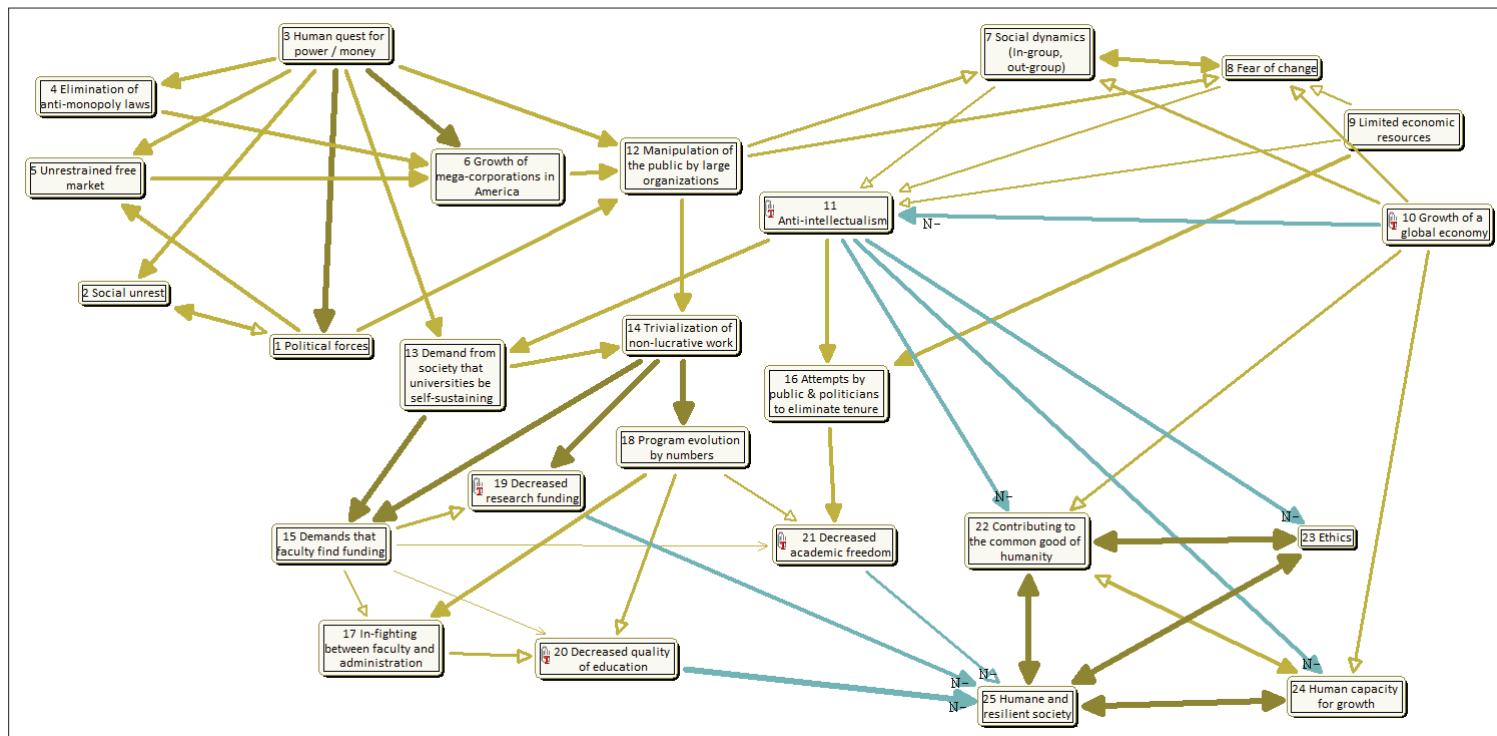 3 Human quest for
power / money
7 Social dynamics
(In-group,
out-group)
8 Fear of change
4 Elimination of
anti-monopoly laws
9 Limited economic
resources
5 Unrestrained free
market
6 Growth of
mega-corporations in
America
12 Manipulation of
the public by large
organizations
11
Anti-intellectualism
N-
10 Growth of a
global economy
2 Social unrest
1 Political forces
13 Demand from
society that
universities be
self-sustaining
14 Trivialization of
non-lucrative work
16 Attempts by
public & politicians
to eliminate tenure
18 Program evolution
by numbers
19 Decreased
research funding
N-
N-
15 Demands that
faculty find funding
21 Decreased
academic freedom
22 Contributing to
the common good of
humanity
23 Ethics
17 In-fighting
between faculty and
administration
20 Decreased quality
of education
N-
N-
N-
N-
25 Humane and
resilient society
24 Human capacity
for growth